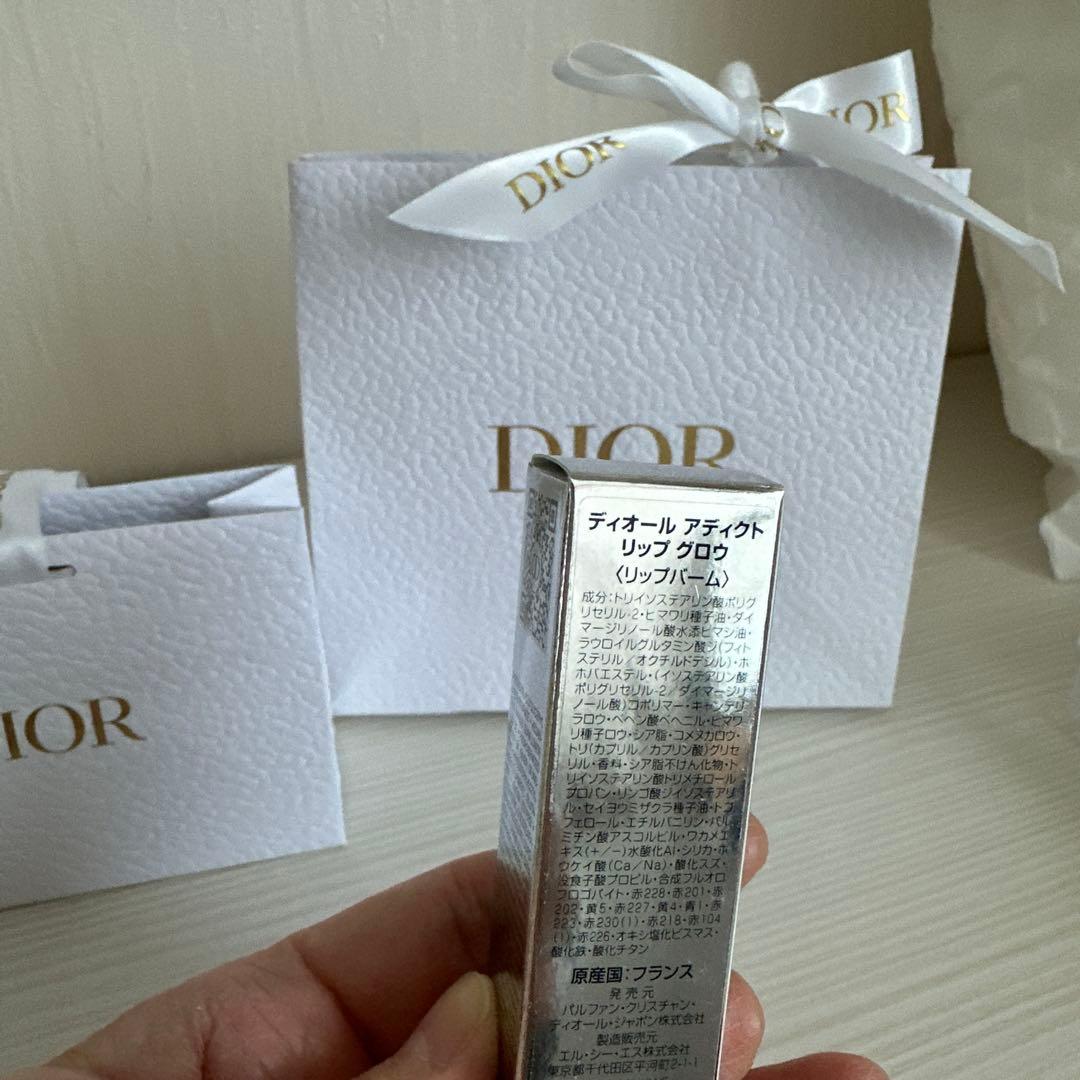 DIOR
DIOR
DIOR
IOR
ディオール アディクト
リップ グロウ
〈リップバーム〉
成分:トリイソステアリン酸ポリグ
リセリル-2・ヒマワリ種子油・ダイ
マージリノール酸水添ヒマシ油・
ラウロイルグルタミン酸ジ(フィト
ステリル/オクチルドデシル)・ホ
ホバエステル・(イソステアリン酸
ポリグリセリル-2/ダイマージリ
ノール酸)コポリマー・キャンデリ
ラロウ・ベヘン酸ベヘニル・ヒマワ
リ種子ロウ・シア脂・コメヌカロウ・
トリ(カプリル/カプリン酸)グリセ
リル・香料・シア脂不けん化物・ト
リイソステアリン酸トリメチロール
プロパン・リンゴ酸ジイソステアリ
ル・セイヨウミザクラ種子油・トコ
フェロール・エチルバニリン・パル
ミチン酸アスコルビル・ワカメエ
キス(+/-)水酸化Al・シリカ・ホ
ウケイ酸(Ca/Na)・酸化スズ・
没食子酸プロピル・合成フルオロ
フロゴパイト・赤228・赤201・赤
202・黄5・赤227・黄4・青1・赤
223・赤230(1)・赤218・赤104
(1)・赤226・オキシ塩化ビスマス・
酸化鉄・酸化チタン
原産国:フランス
発売元
パルファン・クリスチャン・
ディオール・ジャポン株式会社
製造販売元
エル・シー・エス株式会社
東京都千代田区平河町2-1-1